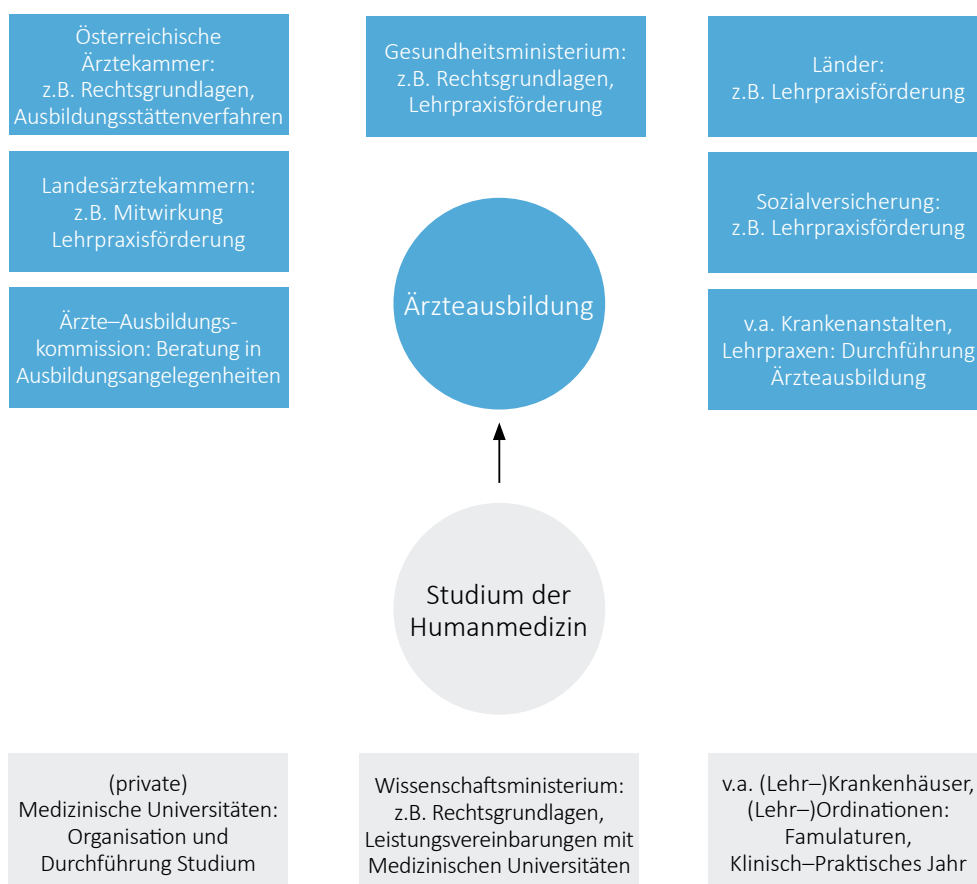 Österreichische
Ärztekammer:
z.B. Rechtsgrundlagen,
Ausbildungsstättenverfahren
Gesundheitsministerium:
z.B. Rechtsgrundlagen,
Lehrpraxisförderung
Länder:
z.B. Lehrpraxisförderung
Landesärztekammern:
z.B. Mitwirkung
Lehrpraxisförderung
Sozialversicherung:
z.B. Lehrpraxisförderung
Ärzteausbildung
Ärzte–Ausbildungs-
kommission: Beratung in
Ausbildungsangelegenheiten
v.a. Krankenanstalten,
Lehrpraxen: Durchführung
Ärzteausbildung
Studium der
Humanmedizin
(private)
Medizinische Universitäten:
Organisation und
Durchführung Studium
Wissenschaftsministerium:
z.B. Rechtsgrundlagen,
Leistungsvereinbarungen mit
Medizinischen Universitäten
v.a. (Lehr–)Krankenhäuser,
(Lehr–)Ordinationen:
Famulaturen,
Klinisch–Praktisches Jahr